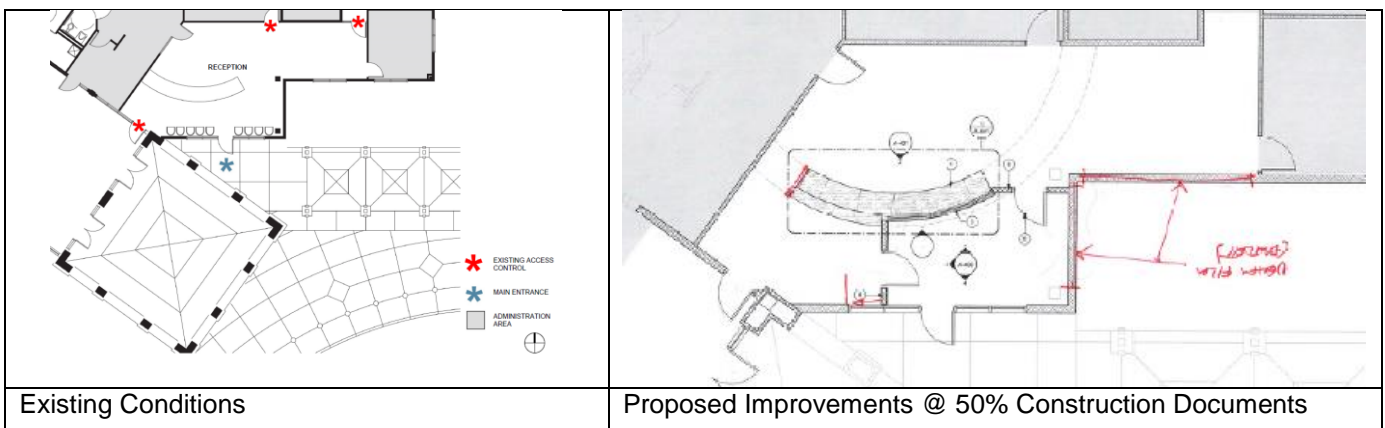 RECEPTION
EXISTING ACCESS
CONTROL
MAIN ENTRANCE
ADMINISTRATION
AREA
Existing Conditions
Proposed Improvements @ 50% Construction Documents